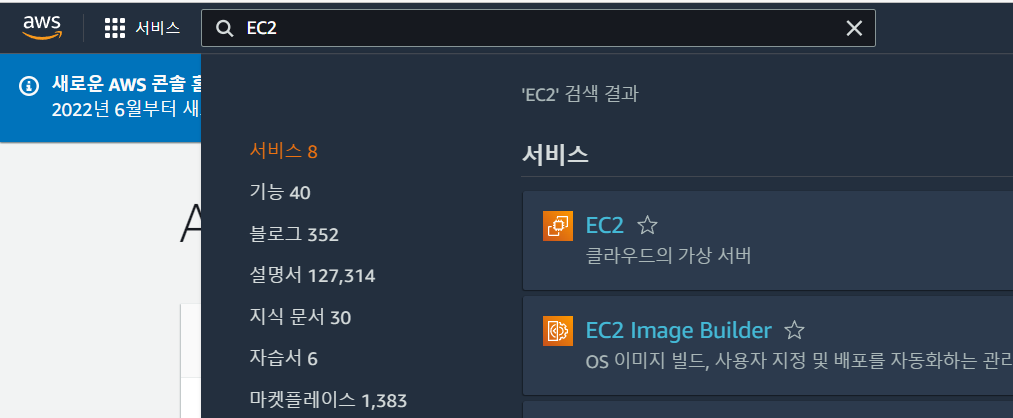 aws
서비스
EC2
새로운 AWS 콘솔 홈
2022년 6월부터 새
'EC2' 검색 결과
서비스 8
기능 40
블로그 352
설명서 127,314
지식 문서 30
자습서 6
마켓플레이스 1,383
서비스
EC2
클라우드의 가상 서버
EC2 Image Builder
OS 이미지 빌드, 사용자 지정 및 배포를 자동화하는 관리
A